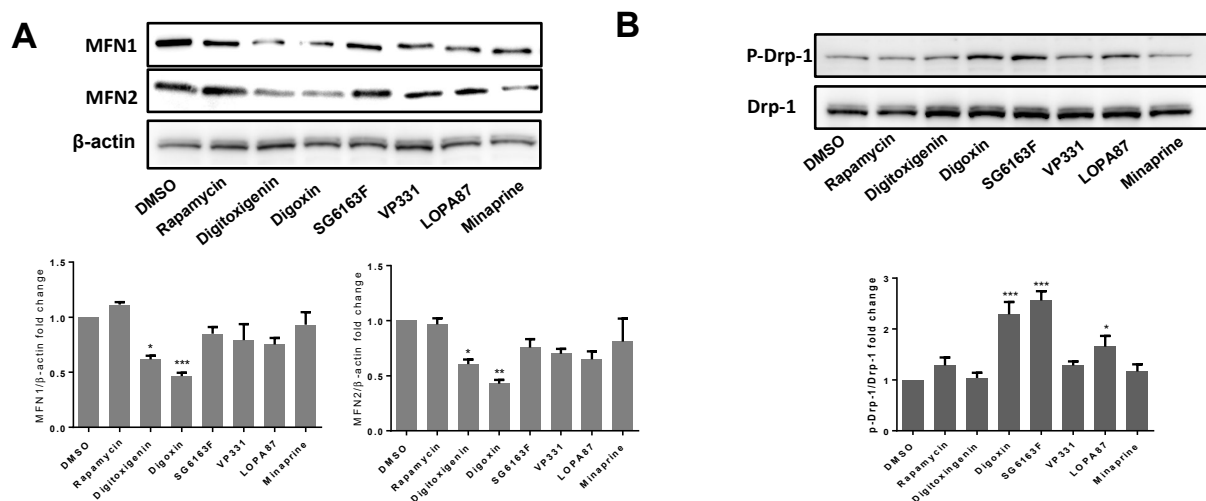 A
MFN1
MFN2
β-actin
DMSO
Rapamycin
Digitoxigenin
Digoxin
SG6163F
VP331
LOPA87
Minaprine
MFN1/β-actin fold change
1.5
1.0
0.5
0.0
*
***
DMSO
Rapamycin
Digitoxigenin
Digoxin
SG6163F
VP331
LOPA87
Minaprine
MFN2/β-actin fold change
1.5
1.0
0.5
0.0
*
**
DMSO
Rapamycin
Digitoxigenin
Digoxin
SG6163F
VP331
LOPA87
Minaprine
B
P-Drp-1
Drp-1
DMSO
Rapamycin
Digitoxigenin
Digoxin
SG6163F
VP331
LOPA87
Minaprine
p-Drp-1/Drp-1 fold change
3
2
1
0
***
***
*
DMSO
Rapamycin
Digitoxingenin
Digoxin
SG6163F
VP331
LOPA87
Minaprine